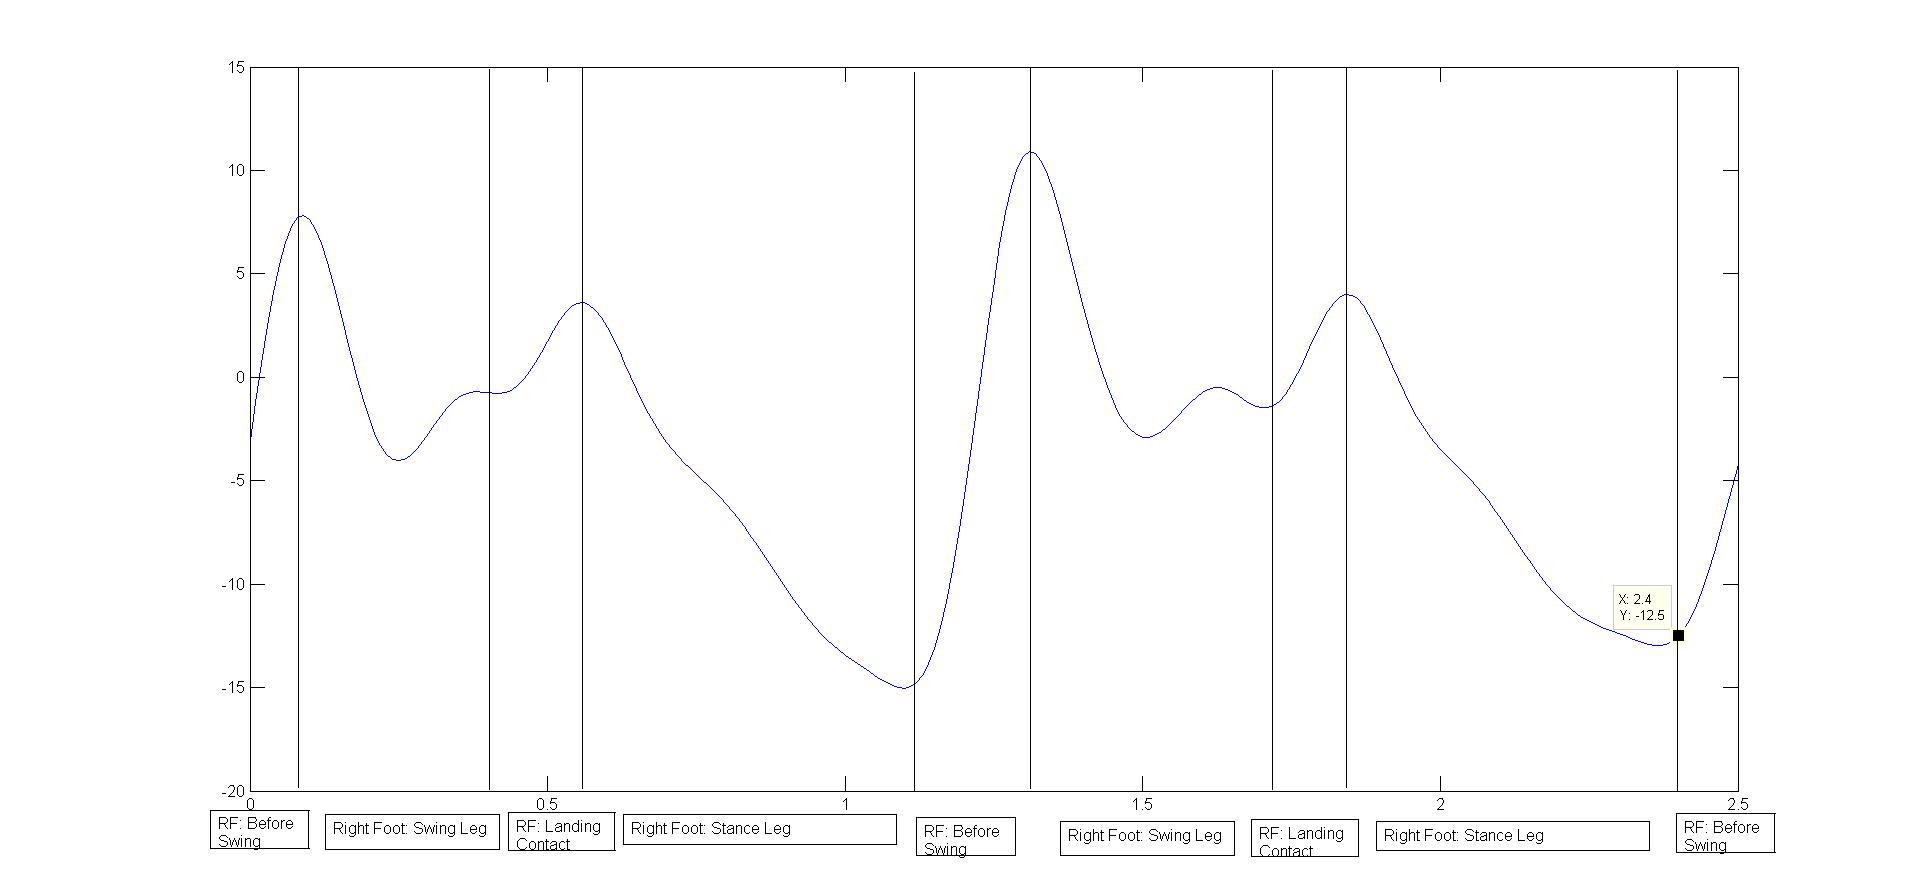 15
10
5
0
-5
-10
-15
-20
X: 2.4
Y: -12.5
0
0.5
1
1.5
2
2.5
RF: Before
Swing
Right Foot: Swing Leg
RF: Landing
Contact
Right Foot: Stance Leg
RF: Before
Swing
Right Foot: Swing Leg
RF: Landing
Contact
Right Foot: Stance Leg
RF: Before
Swing